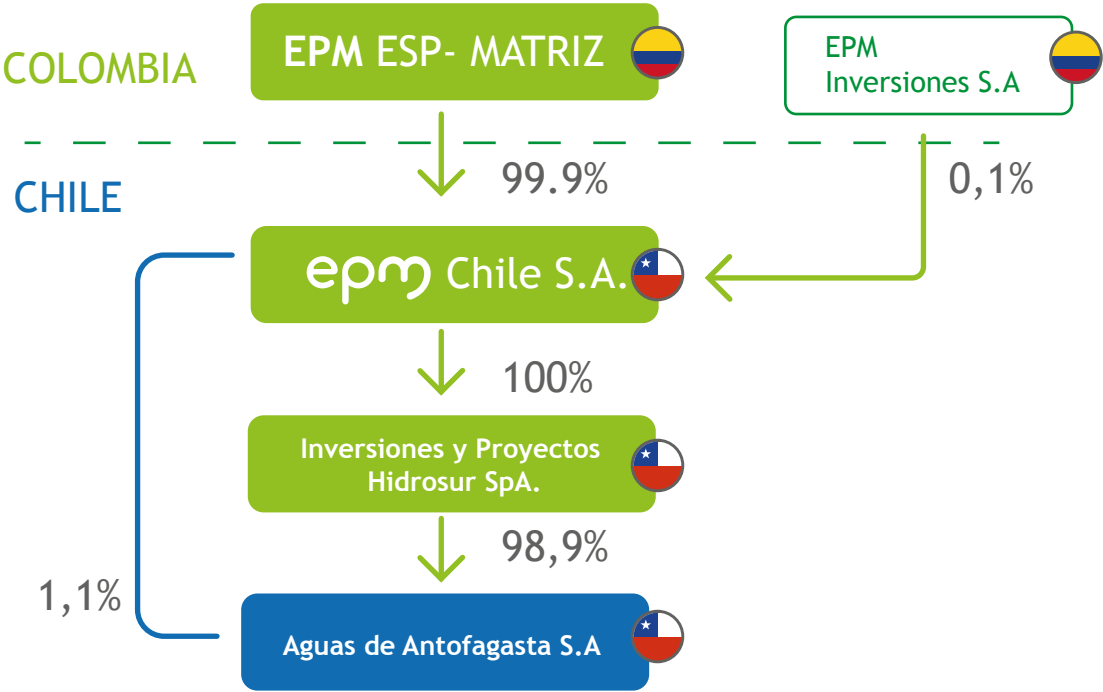 COLOMBIA
EPM ESP- MATRIZ
EPM
Inversiones S.A
CHILE
99.9%
0,1%
epm Chile S.A.
100%
Inversiones y Proyectos
Hidrosur SpA.
98,9%
1,1%
Aguas de Antofagasta S.A